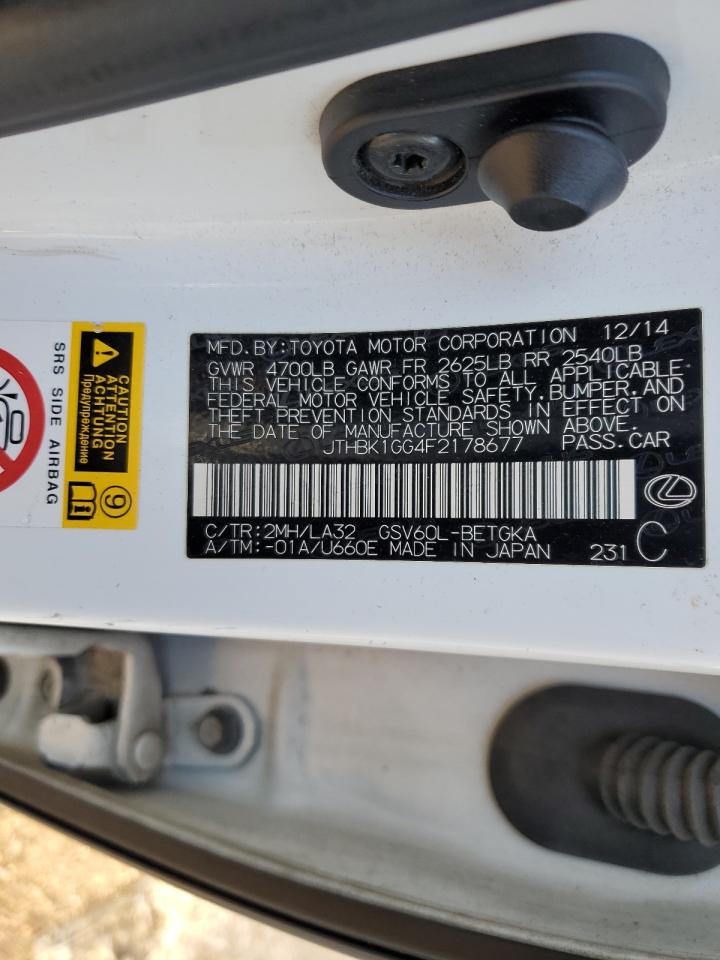 MFD.BY:TOYOTA MOTOR CORPORATION 12/14
GVWR 4700LB GAWR FR 2625LB RR 2540LB
THIS VEHICLE CONFORMS TO ALL APPLICABLE
FEDERAL MOTOR VEHICLE SAFETY,BUMPER,AND
THEFT PREVENTION STANDARDS IN EFFECT ON
THE DATE OF MANUFACTURE SHOWN ABOVE.
JTHBK1GG4F2178677 PASS.CAR
C/TR:2MH/LA32 GSV60L-BETGKA
A/TM:-01A/U660E MADE IN JAPAN 231 C
SRS SIDE AIRBAG
CAUTION
ATTENTION
ACHTUNG
Предупреждение
9